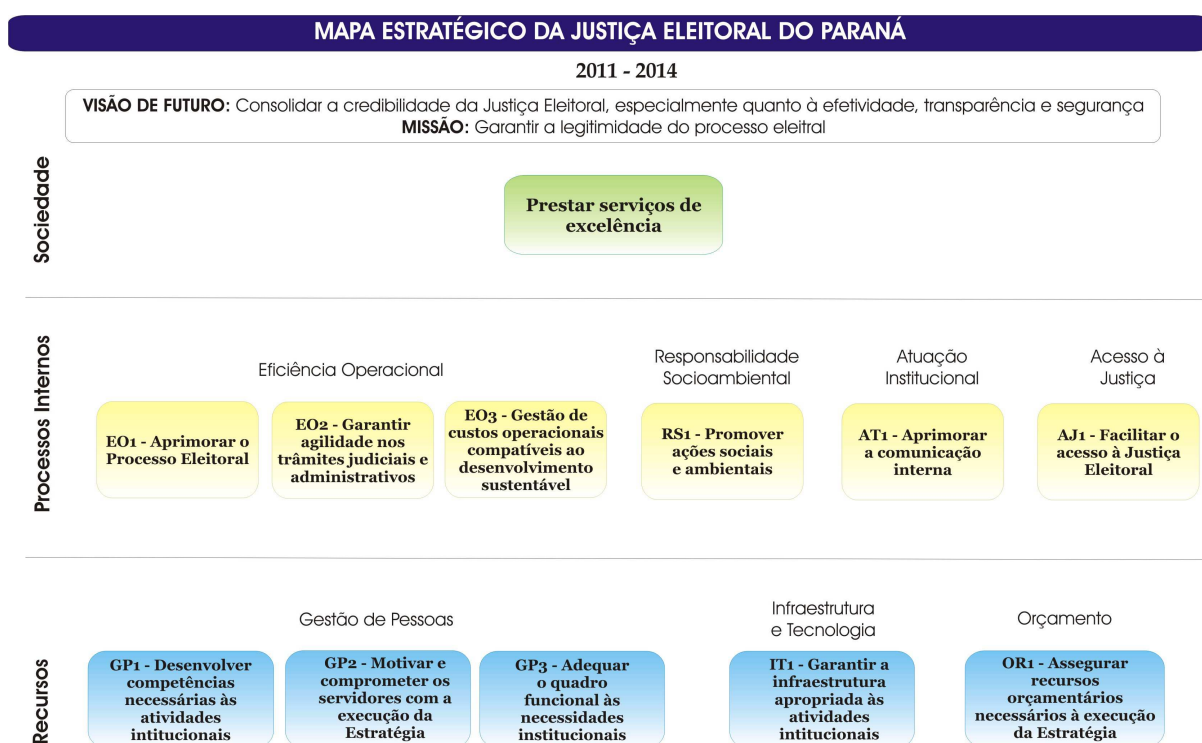 MAPA ESTRATÉGICO DA JUSTIÇA ELEITORAL DO PARANÁ
2011 - 2014
VISÃO DE FUTURO: Consolidar a credibilidade da Justiça Eleitoral, especialmente quanto à efetividade, transparência e segurança
MISSÃO: Garantir a legitimidade do processo eleitral
Sociedade
Prestar serviços de
excelência
Processos Internos
Eficiência Operacional
EO1 - Aprimorar o
Processo Eleitoral
EO2 - Garantir
agilidade nos
trâmites judiciais e
administrativos
EO3 - Gestão de
custos operacionais
compatíveis ao
desenvolvimento
sustentável
Responsabilidade
Socioambiental
RS1 - Promover
ações sociais
e ambientais
Atuação
Institucional
AT1 - Aprimorar
a comunicação
interna
Acesso à
Justiça
AJ1 - Facilitar o
acesso à Justiça
Eleitoral
Recursos
Gestão de Pessoas
GP1 - Desenvolver
competências
necessárias às
atividades
intitucionais
GP2 - Motivar e
comprometer os
servidores com a
execução da
Estratégia
GP3 - Adequar
o quadro
funcional às
necessidades
institucionais
Infraestrutura
e Tecnologia
IT1 - Garantir a
infraestrutura
apropriada às
atividades
intitucionais
Orçamento
OR1 - Assegurar
recursos
orçamentários
necessários à execução
da Estratégia